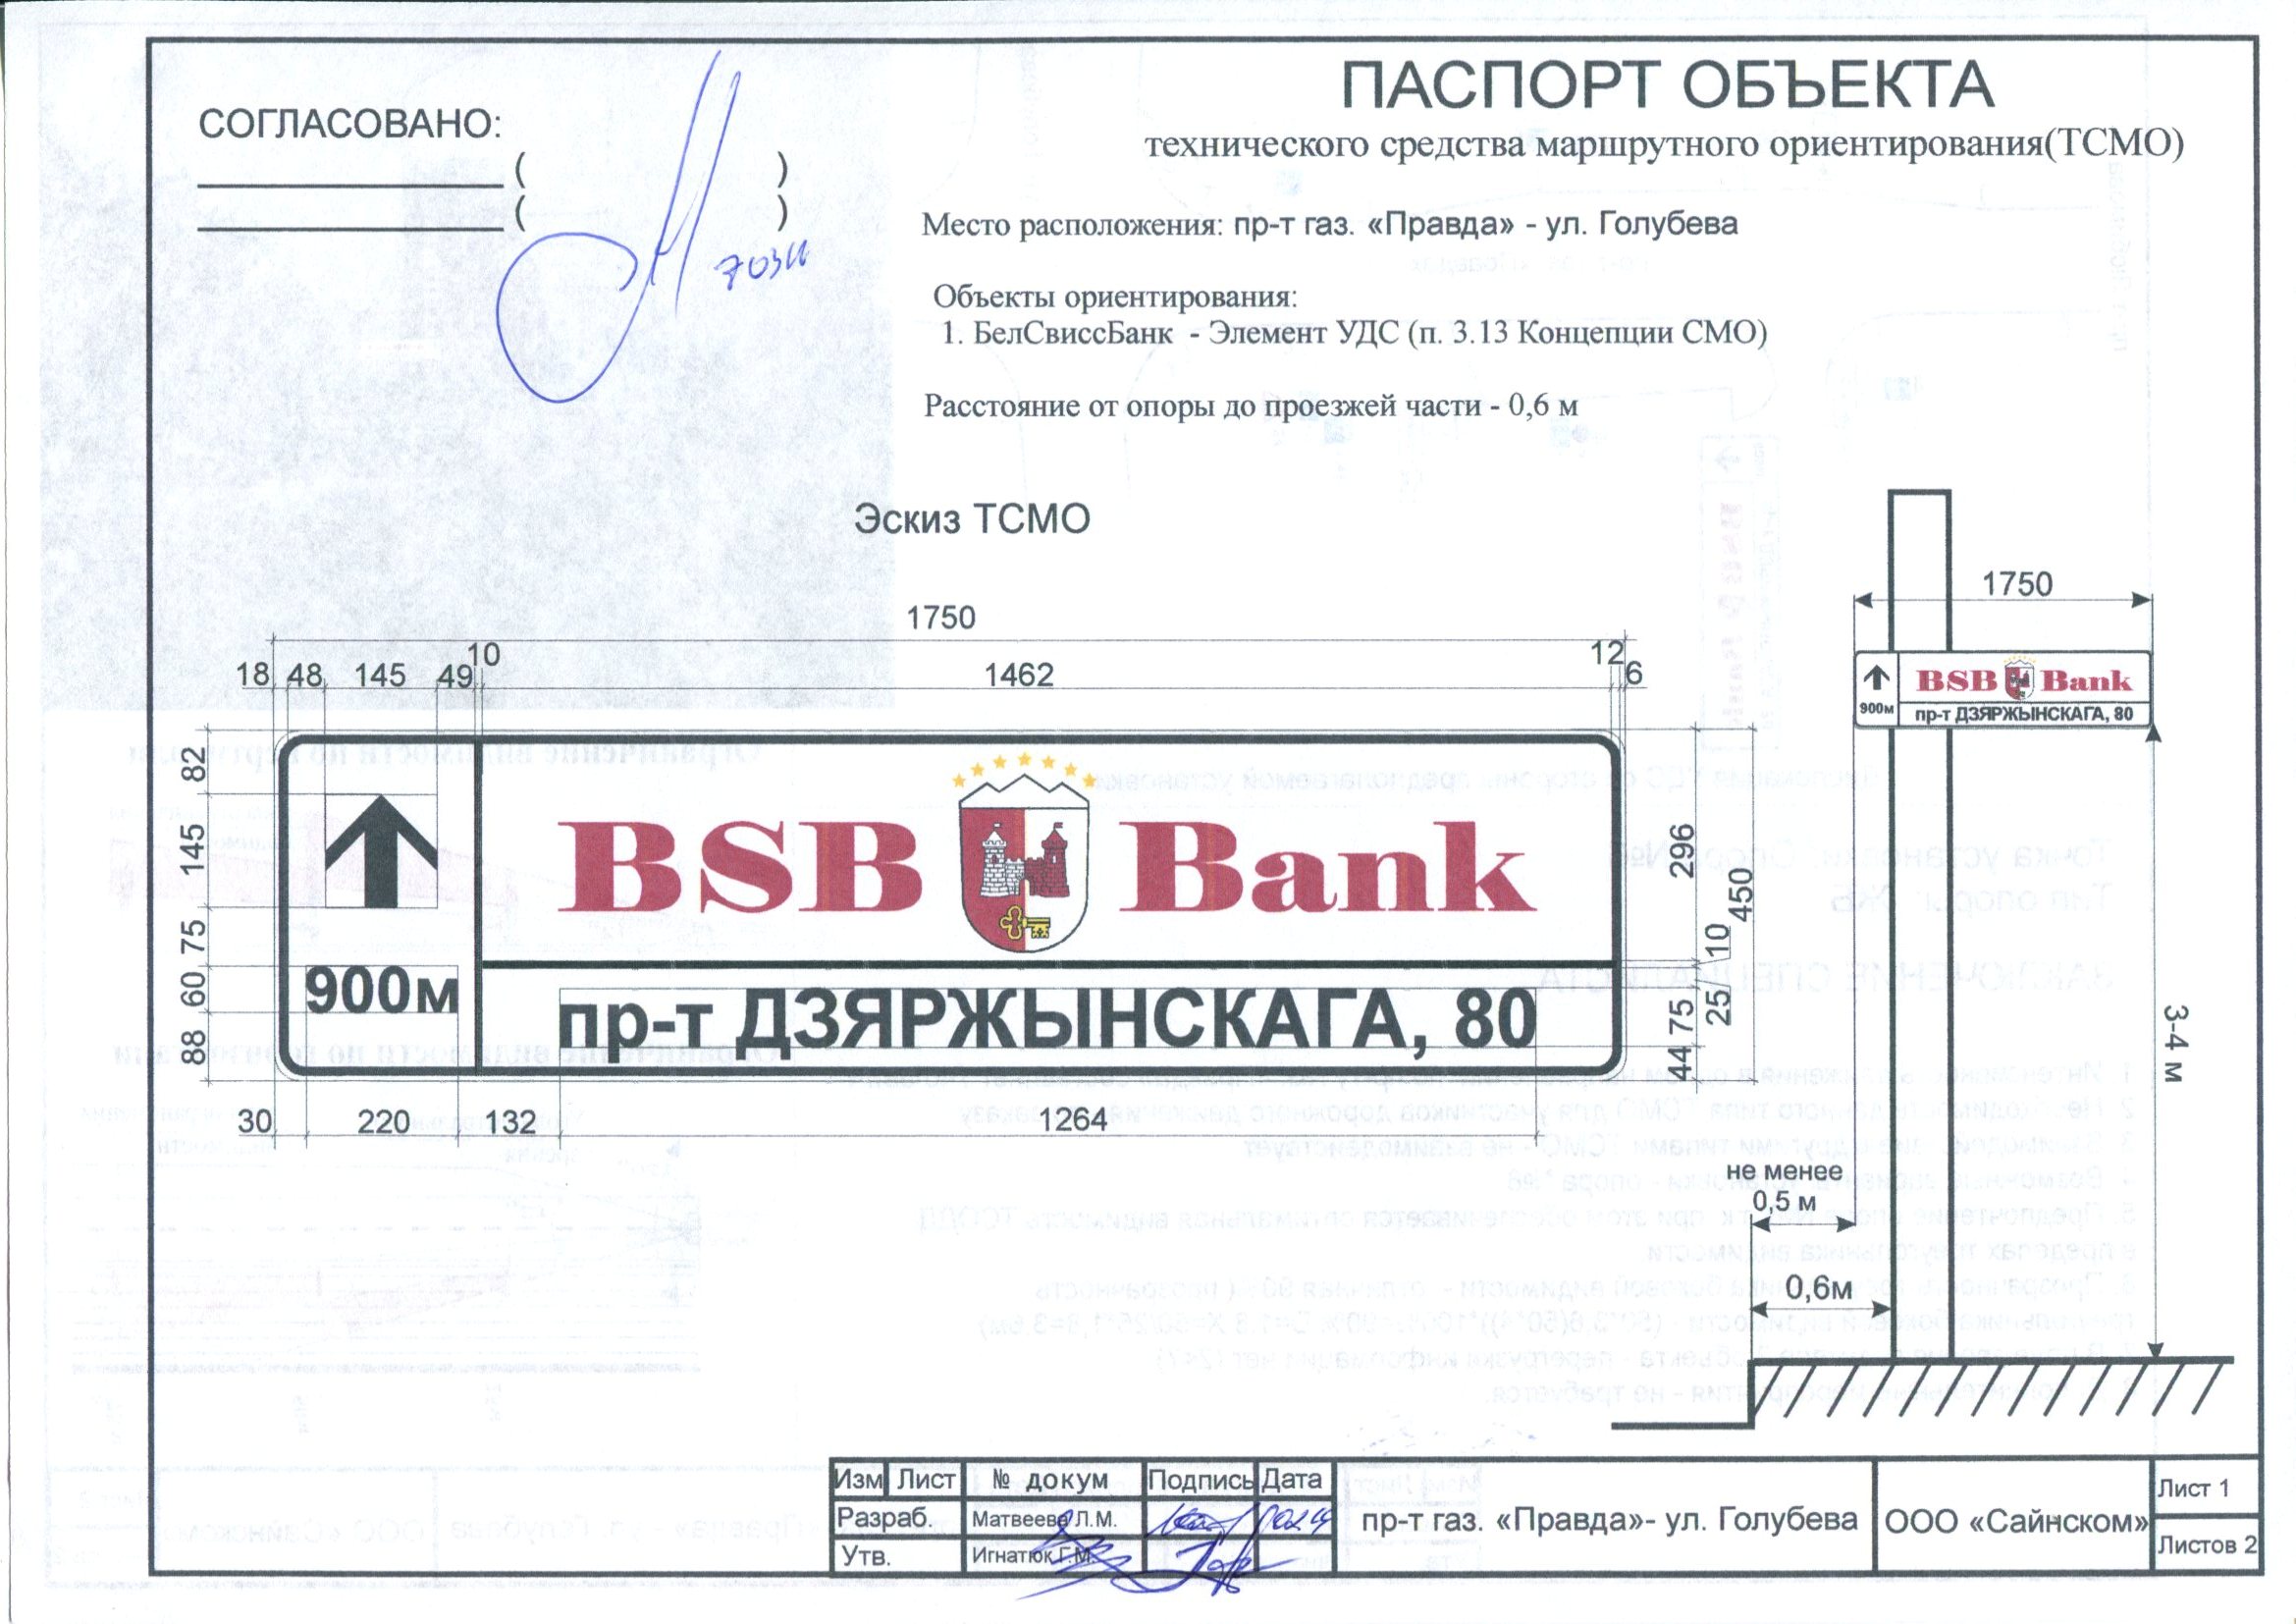 ПАСПОРТ ОБЪЕКТА
технического средства маршрутного ориентирования(ТСМО)
СОГЛАСОВАНО:
( )
( )
Место расположения: пр-т газ. «Правда» - ул. Голубева
Объекты ориентирования:
1. БелСвиссБанк - Элемент УДС (п. 3.13 Концепции СМО)
Расстояние от опоры до проезжей части - 0,6 м
Эскиз ТСМО
1750
18 48 145 49 10 1462 12 6
82 145 75 60 88
BSB Bank
900м
пр-т ДЗЯРЖЫНСКАГА, 80
296 10 450 25 75 44
30 220 132 1264
1750
BSB Bank
900м
пр-т ДЗЯРЖЫНСКАГА, 80
3-4 м
не менее
0,5 м
0,6м
Изм Лист № докум Подпись Дата
Разраб. Матвеева Л.М.
Утв. Игнатюк Г.М.
пр-т газ. «Правда»- ул. Голубева
ООО «Сайнском»
Лист 1
Листов 2